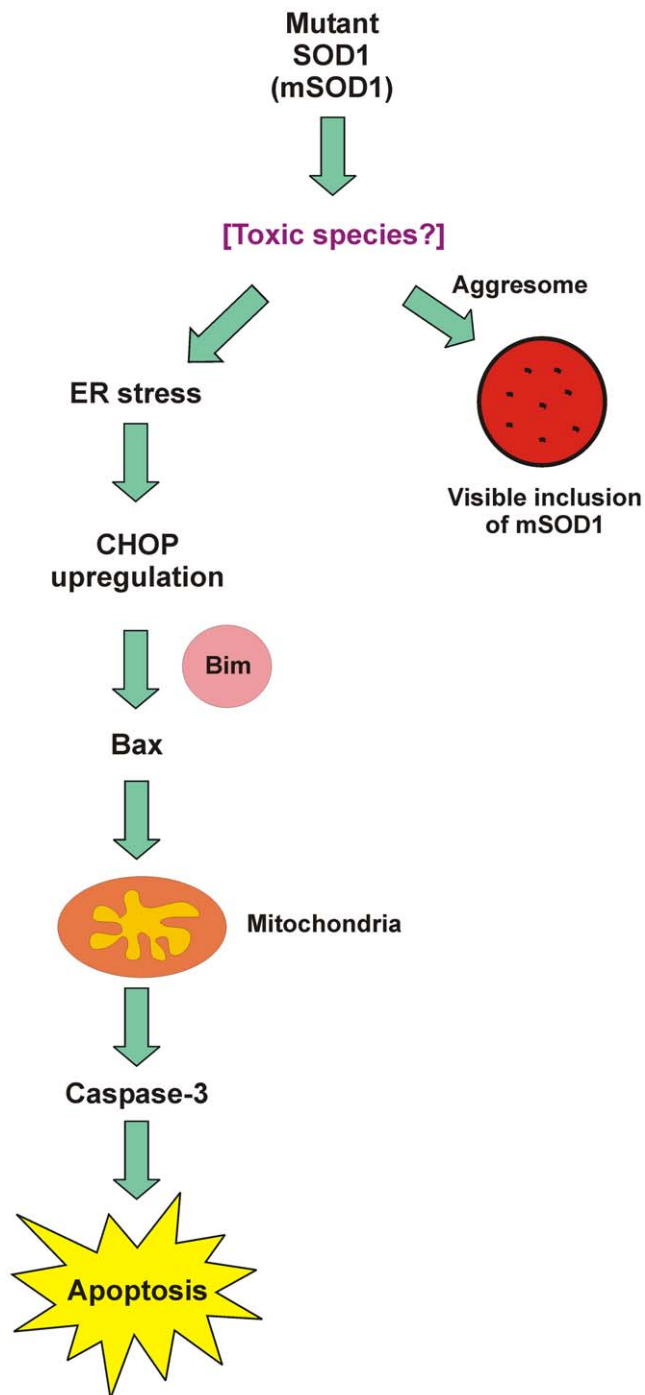 Mutant
SOD1
(mSOD1)
[Toxic species?]
Aggresome
ER stress
Visible inclusion
of mSOD1
CHOP
upregulation
Bim
Bax
Mitochondria
Caspase-3
Apoptosis